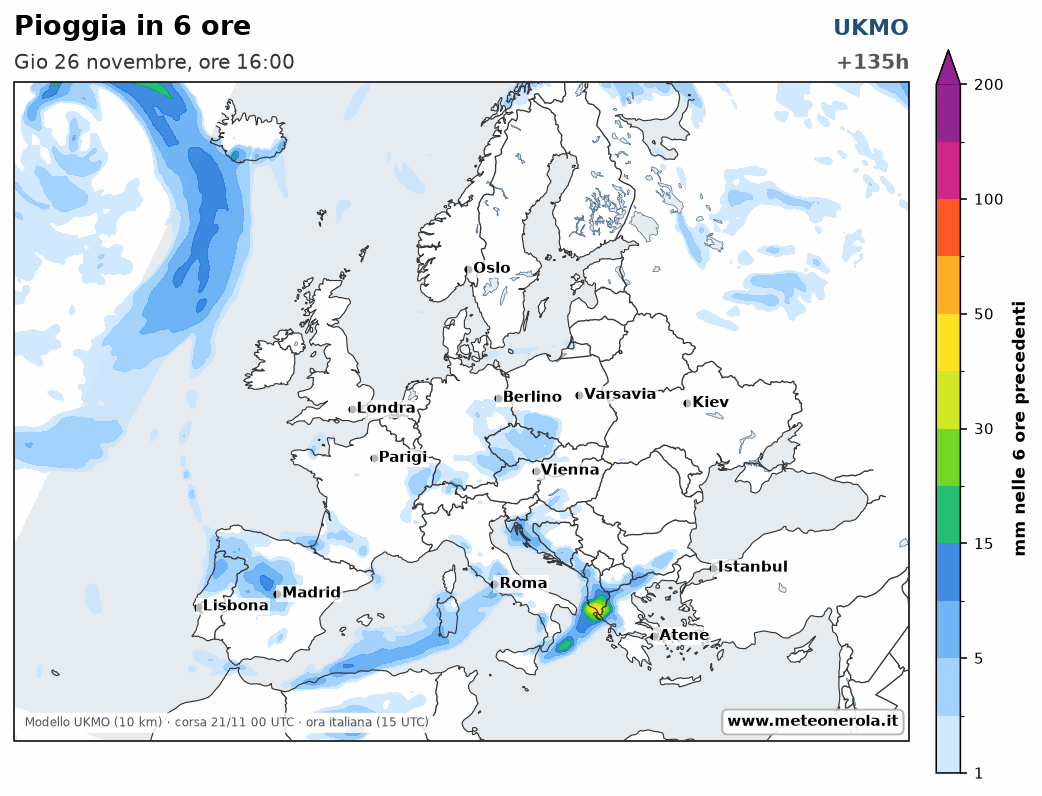 Pioggia in 6 ore
UKMO
Gio 26 novembre, ore 16:00
+135h
Oslo
Berlino
Varsavia
Kiev
Londra
Parigi
Vienna
Istanbul
Roma
Madrid
Lisbona
Atene
Modello UKMO (10 km) · corsa 21/11 00 UTC · ora italiana (15 UTC)
www.meteonerola.it
200
100
50
30
15
5
1
mm nelle 6 ore precedenti